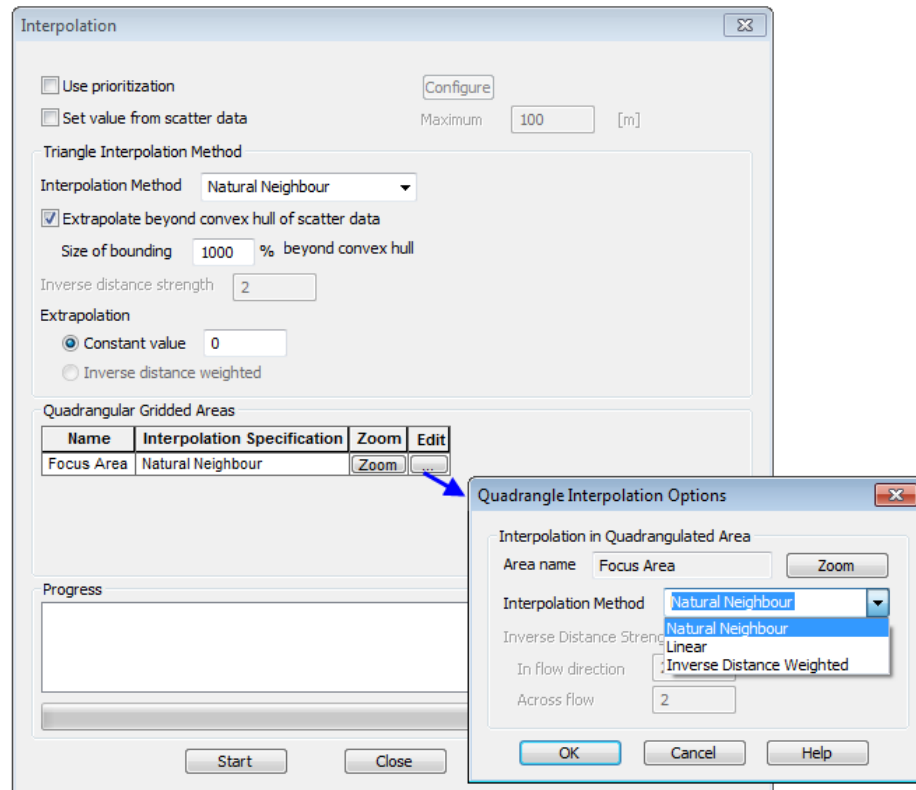 Interpolation
Use prioritization
Configure
Set value from scatter data
Maximum 100 [m]
Triangle Interpolation Method
Interpolation Method Natural Neighbour
Extrapolate beyond convex hull of scatter data
Size of bounding 1000 % beyond convex hull
Inverse distance strength 2
Extrapolation
Constant value 0
Inverse distance weighted
Quadrangular Gridded Areas
Name Interpolation Specification Zoom Edit
Focus Area Natural Neighbour Zoom ...
Progress
Start Close
Quadrangle Interpolation Options
Interpolation in Quadrangulated Area
Area name Focus Area Zoom
Interpolation Method Natural Neighbour
Natural Neighbour
Linear
Inverse Distance Weighted
Inverse Distance
In flow direction
Across flow 2
OK Cancel Help